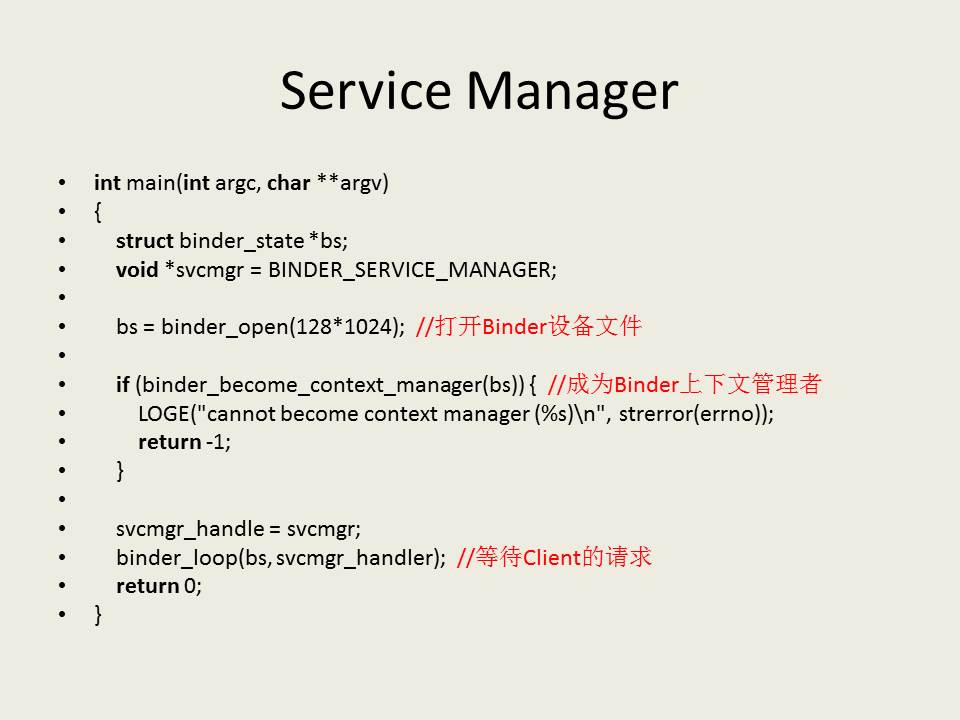 Service Manager
• int main(int argc, char **argv)
• {
• struct binder_state *bs;
• void *svcmgr = BINDER_SERVICE_MANAGER;
•
• bs = binder_open(128*1024); //打开Binder设备文件
•
• if (binder_become_context_manager(bs)) { //成为Binder上下文管理者
• LOGE("cannot become context manager (%s)\n", strerror(errno));
• return -1;
• }
•
• svcmgr_handle = svcmgr;
• binder_loop(bs, svcmgr_handler); //等待Client的请求
• return 0;
• }